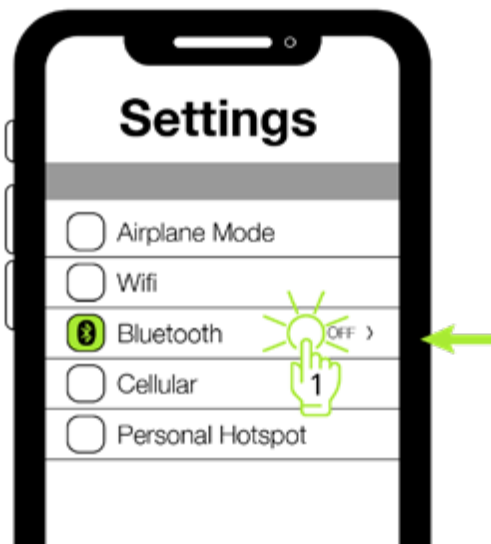 Settings
Airplane Mode
Wifi
Bluetooth OFF >
1
Cellular
Personal Hotspot